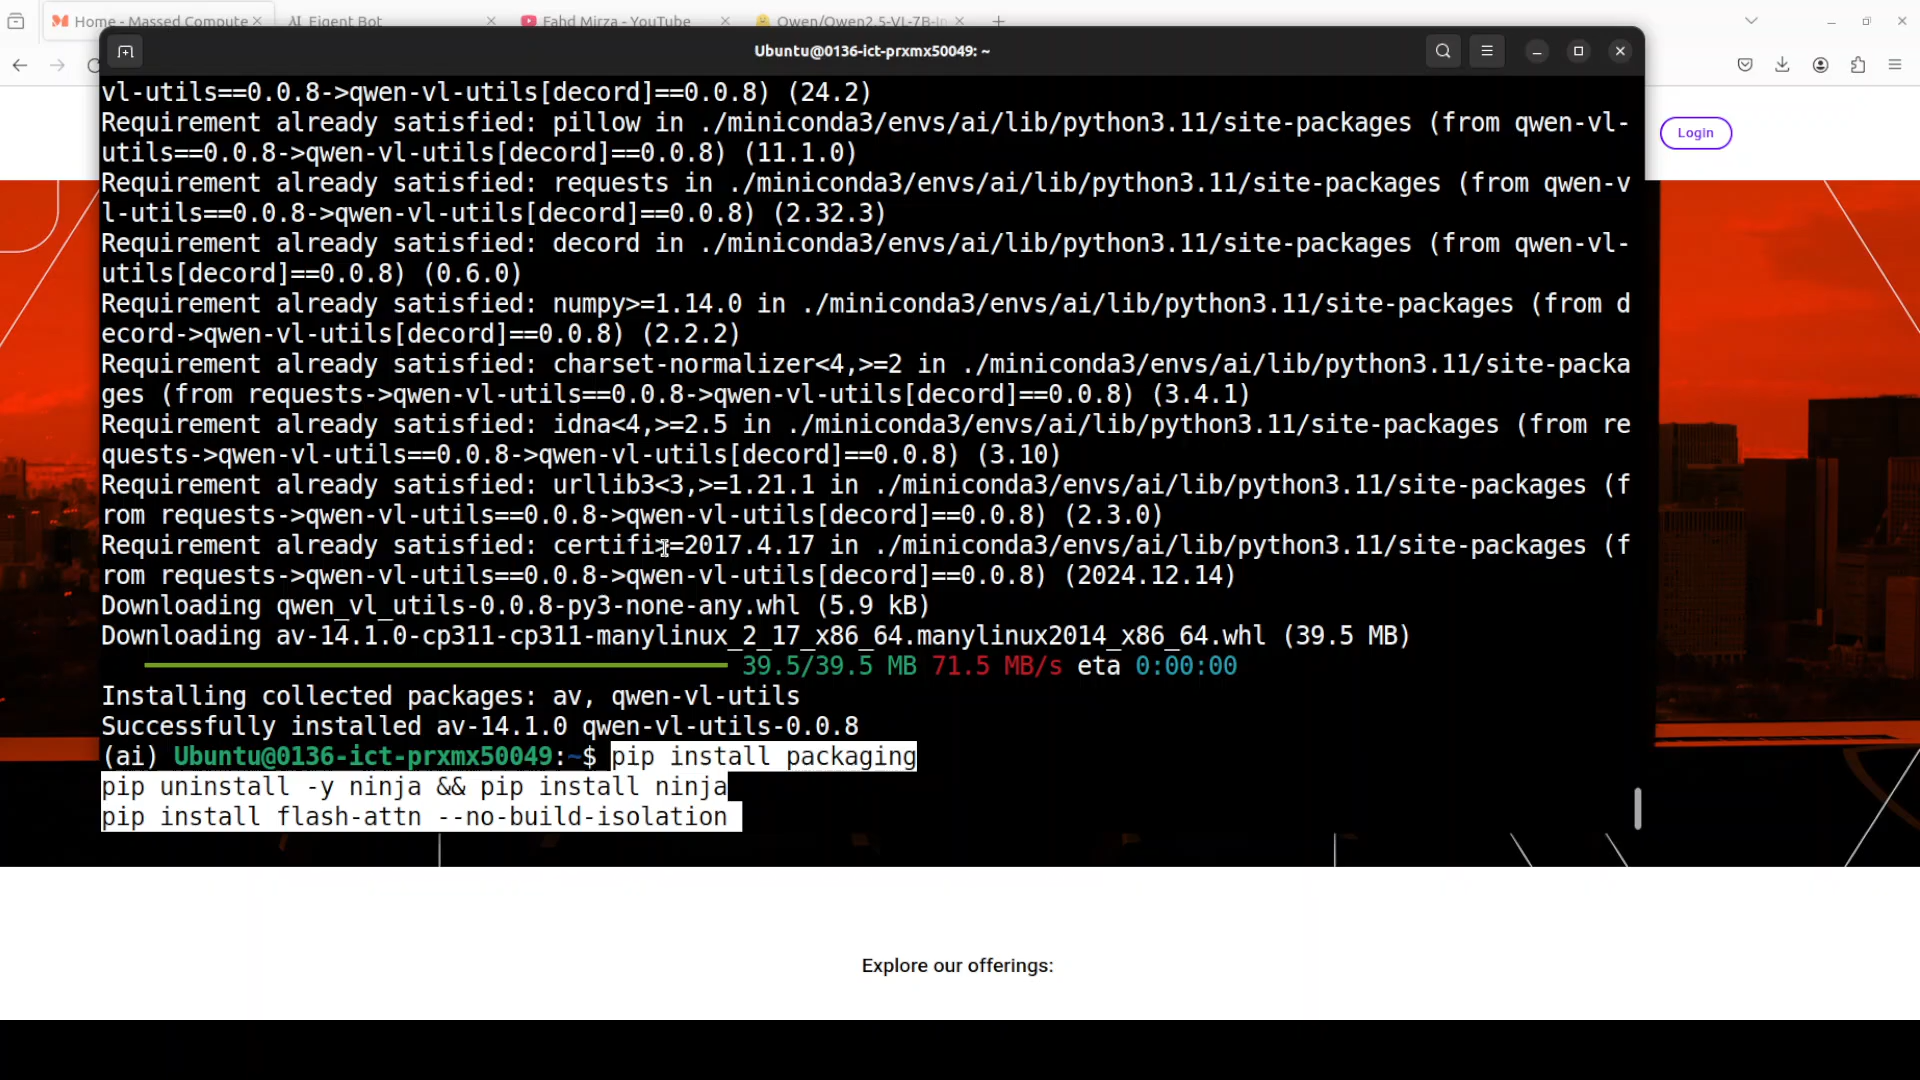 Home - Massed Compute
Eigent Bot
Fahd Mirza - YouTube
Qwen/Qwen2.5-VL-7B-In
Ubuntu@0136-ict-prxmx50049: ~
Login
vl-utils==0.0.8->qwen-vl-utils[decord]==0.0.8) (24.2)
Requirement already satisfied: pillow in ./miniconda3/envs/ai/lib/python3.11/site-packages (from qwen-vl-
utils==0.0.8->qwen-vl-utils[decord]==0.0.8) (11.1.0)
Requirement already satisfied: requests in ./miniconda3/envs/ai/lib/python3.11/site-packages (from qwen-v
l-utils==0.0.8->qwen-vl-utils[decord]==0.0.8) (2.32.3)
Requirement already satisfied: decord in ./miniconda3/envs/ai/lib/python3.11/site-packages (from qwen-vl-
utils[decord]==0.0.8) (0.6.0)
Requirement already satisfied: numpy>=1.14.0 in ./miniconda3/envs/ai/lib/python3.11/site-packages (from d
ecord->qwen-vl-utils[decord]==0.0.8) (2.2.2)
Requirement already satisfied: charset-normalizer<4,>=2 in ./miniconda3/envs/ai/lib/python3.11/site-packa
ges (from requests->qwen-vl-utils==0.0.8->qwen-vl-utils[decord]==0.0.8) (3.4.1)
Requirement already satisfied: idna<4,>=2.5 in ./miniconda3/envs/ai/lib/python3.11/site-packages (from re
quests->qwen-vl-utils==0.0.8->qwen-vl-utils[decord]==0.0.8) (3.10)
Requirement already satisfied: urllib3<3,>=1.21.1 in ./miniconda3/envs/ai/lib/python3.11/site-packages (f
rom requests->qwen-vl-utils==0.0.8->qwen-vl-utils[decord]==0.0.8) (2.3.0)
Requirement already satisfied: certifi>=2017.4.17 in ./miniconda3/envs/ai/lib/python3.11/site-packages (f
rom requests->qwen-vl-utils==0.0.8->qwen-vl-utils[decord]==0.0.8) (2024.12.14)
Downloading qwen_vl_utils-0.0.8-py3-none-any.whl (5.9 kB)
Downloading av-14.1.0-cp311-cp311-manylinux_2_17_x86_64.manylinux2014_x86_64.whl (39.5 MB)
39.5/39.5 MB 71.5 MB/s eta 0:00:00
Installing collected packages: av, qwen-vl-utils
Successfully installed av-14.1.0 qwen-vl-utils-0.0.8
(ai) Ubuntu@0136-ict-prxmx50049:~$ pip install packaging
pip uninstall -y ninja && pip install ninja
pip install flash-attn --no-build-isolation
Explore our offerings: